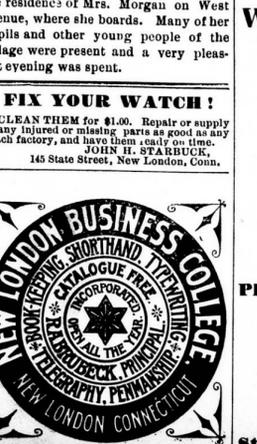 residence of Mrs. Morgan on West
enue, where she boards. Many of her
pils and other young people of the
lage were present and a very pleas-
t evening was spent.
FIX YOUR WATCH!
CLEAN THEM for $1.00. Repair or supply
any injured or missing parts as good as any
ch factory, and have them ready on time.
JOHN H. STARBUCK,
145 State Street, New London, Conn.
NEW LONDON BUSINESS COLLEGE
BOOK-KEEPING, SHORTHAND, TYPEWRITING,
TELEGRAPHY, PENMANSHIP.
CATALOGUE FREE.
INCORPORATED.
OPEN ALL THE YEAR.
PRINCIPAL.
NEW LONDON CONNECTICUT